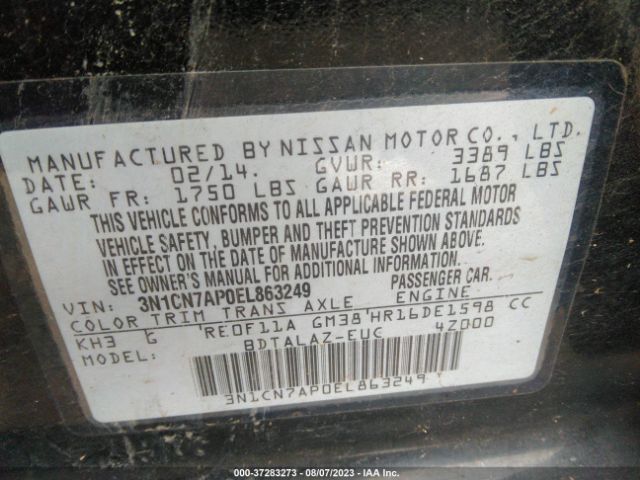 MANUFACTURED BY NISSAN MOTOR CO., LTD.
DATE: 02/14. GVWR: 3389 LBS
GAWR FR: 1750 LBS GAWR RR: 1687 LBS
THIS VEHICLE CONFORMS TO ALL APPLICABLE FEDERAL MOTOR
VEHICLE SAFETY, BUMPER AND THEFT PREVENTION STANDARDS
IN EFFECT ON THE DATE OF MANUFACTURE SHOWN ABOVE.
SEE OWNER'S MANUAL FOR ADDITIONAL INFORMATION
VIN: 3N1CN7AP0EL863249 PASSENGER CAR.
COLOR TRIM TRANS AXLE ENGINE
KH3 G RE0F11A GM38 HR16DE1598 CC
MODEL: BDTALAZ-EUC 4Z000
3N1CN7AP0EL863249
000-37283273 - 08/07/2023 - IAA Inc.